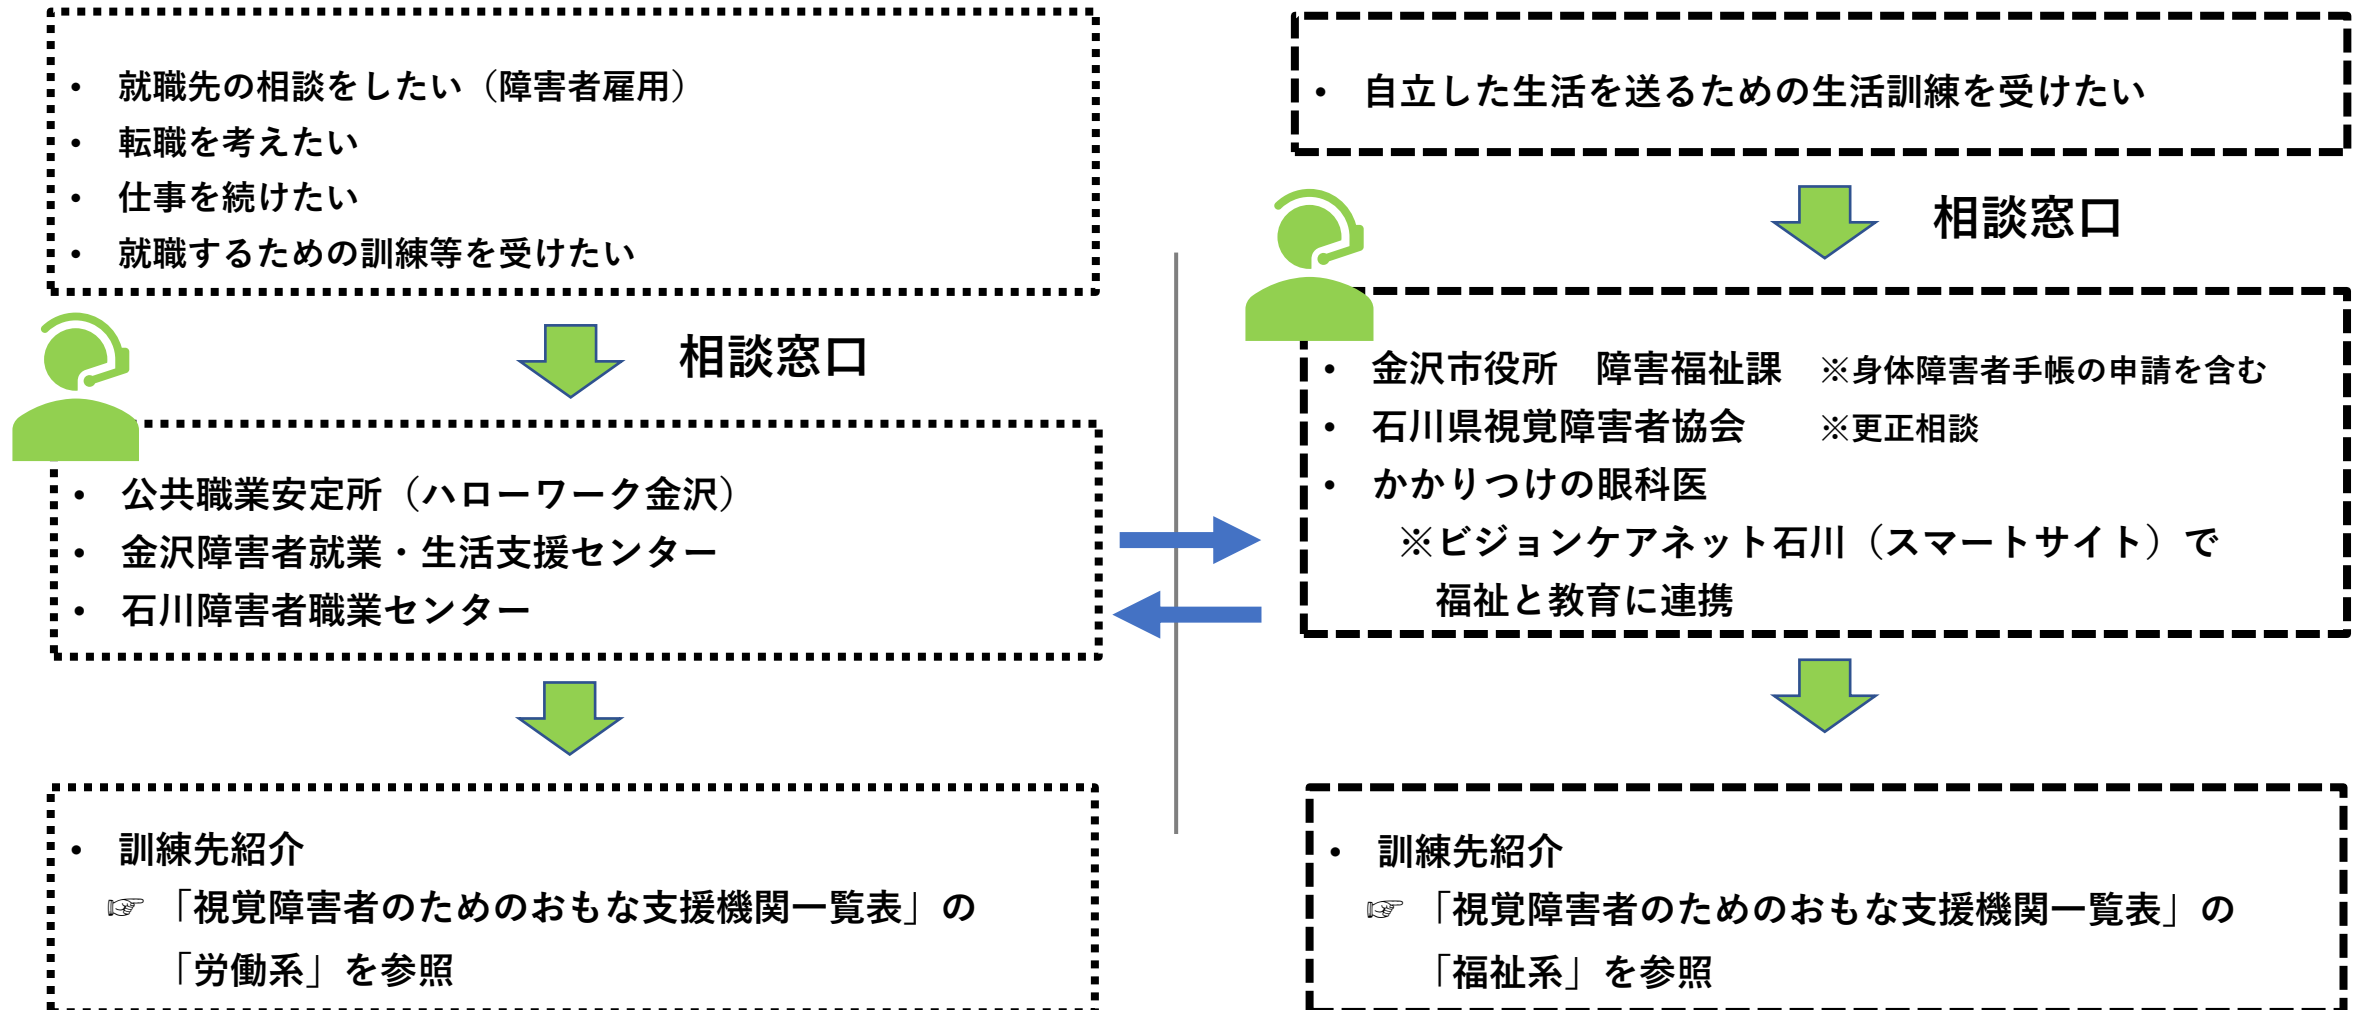 ・ 就職先の相談をしたい（障害者雇用）
・ 転職を考えたい
・ 仕事を続けたい
・ 就職するための訓練等を受けたい
相談窓口
・ 公共職業安定所（ハローワーク金沢）
・ 金沢障害者就業・生活支援センター
・ 石川障害者職業センター
・ 訓練先紹介
☞ 「視覚障害者のためのおもな支援機関一覧表」の
「労働系」を参照
・ 自立した生活を送るための生活訓練を受けたい
相談窓口
・ 金沢市役所　障害福祉課　※身体障害者手帳の申請を含む
・ 石川県視覚障害者協会　　※更正相談
・ かかりつけの眼科医
※ビジョンケアネット石川（スマートサイト）で
福祉と教育に連携
・ 訓練先紹介
☞ 「視覚障害者のためのおもな支援機関一覧表」の
「福祉系」を参照